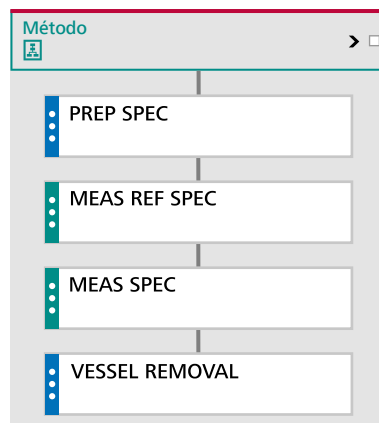 Método
PREP SPEC
MEAS REF SPEC
MEAS SPEC
VESSEL REMOVAL